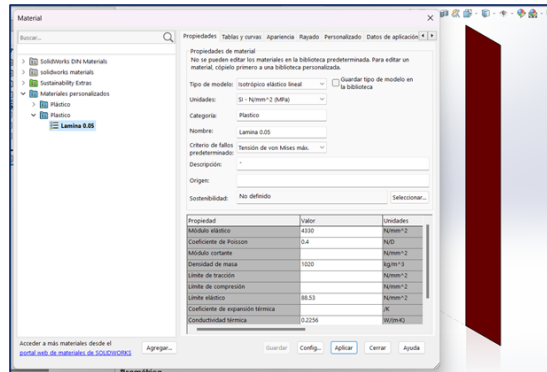 Material
Buscar...
SolidWorks DIN Materials
solidworks materials
Sustainability Extras
Materiales personalizados
Plástico
Plastico
Lamina 0.05
Propiedades Tablas y curvas Apariencia Rayado Personalizado Datos de aplicación
Propiedades de material
No se pueden editar los materiales en la biblioteca predeterminada. Para editar un
material, cópielo primero a una biblioteca personalizada.
Tipo de modelo: Isotrópico elástico lineal Guardar tipo de modelo en
la biblioteca
Unidades: SI - N/mm^2 (MPa)
Categoría: Plastico
Nombre: Lamina 0.05
Criterio de fallos
predeterminado: Tensión de von Mises máx.
Descripción:
Origen:
Sostenibilidad: No definido Seleccionar...
Propiedad Valor Unidades
Módulo elástico 4330 N/mm^2
Coeficiente de Poisson 0.4 N/D
Módulo cortante N/mm^2
Densidad de masa 1020 kg/m^3
Límite de tracción N/mm^2
Límite de compresión N/mm^2
Límite elástico 88.53 N/mm^2
Coeficiente de expansión térmica /K
Conductividad térmica 0.2256 W/(m·K)
Acceder a más materiales desde el
portal web de materiales de SOLIDWORKS
Agregar... Guardar Config... Aplicar Cerrar Ayuda